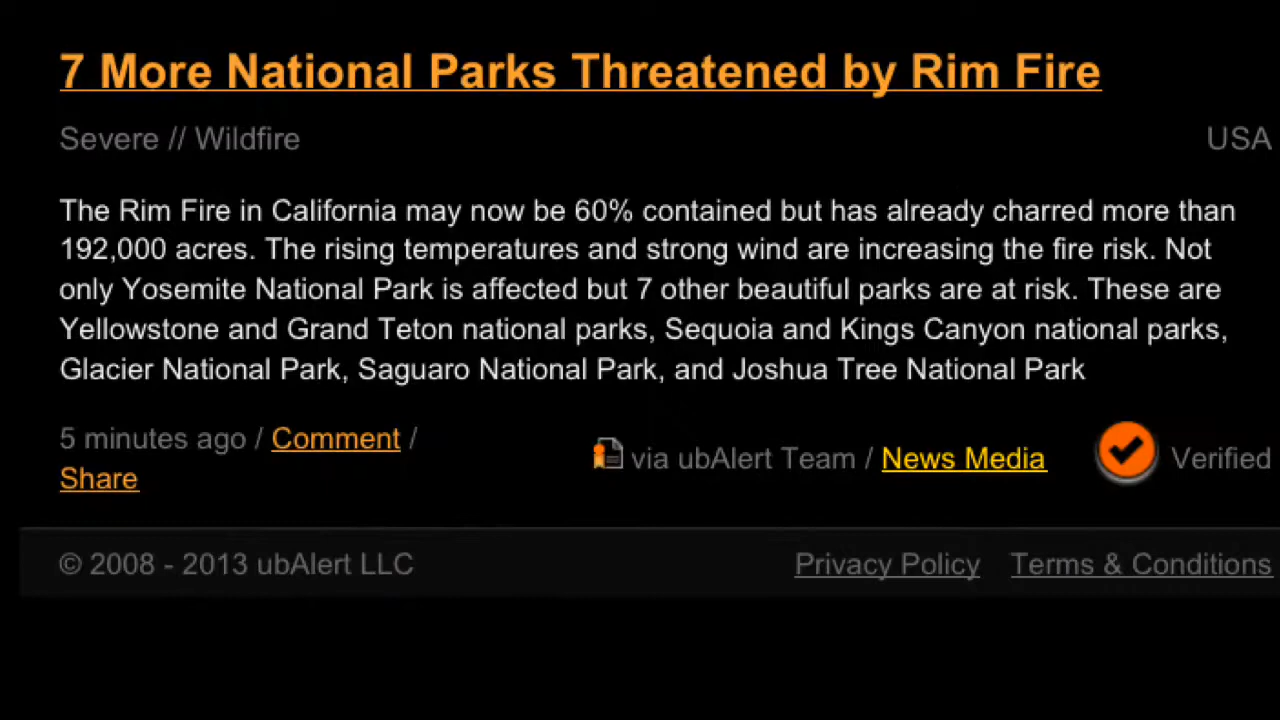 7 More National Parks Threatened by Rim Fire
Severe // Wildfire USA
The Rim Fire in California may now be 60% contained but has already charred more than
192,000 acres. The rising temperatures and strong wind are increasing the fire risk. Not
only Yosemite National Park is affected but 7 other beautiful parks are at risk. These are
Yellowstone and Grand Teton national parks, Sequoia and Kings Canyon national parks,
Glacier National Park, Saguaro National Park, and Joshua Tree National Park
5 minutes ago / Comment /
Share
via ubAlert Team / News Media Verified
© 2008 - 2013 ubAlert LLC Privacy Policy Terms & Conditions